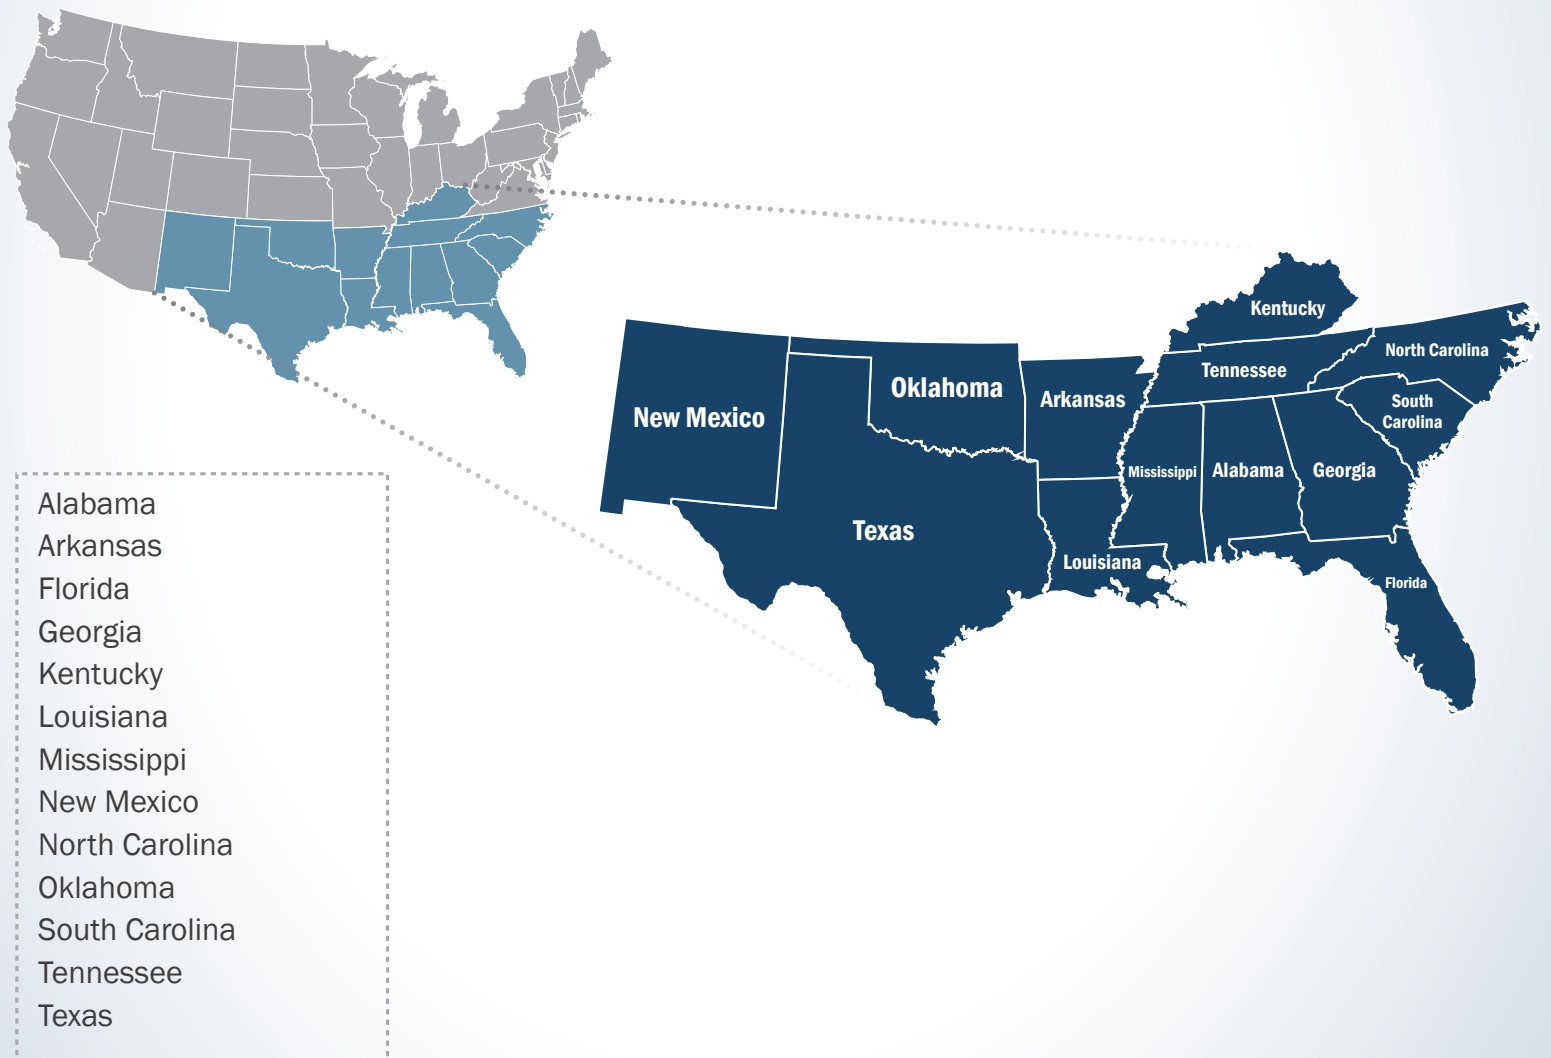 Kentucky
North Carolina
Tennessee
Oklahoma
Arkansas
New Mexico
South
Carolina
Mississippi
Alabama
Georgia
Texas
Louisiana
Florida
Alabama
Arkansas
Florida
Georgia
Kentucky
Louisiana
Mississippi
New Mexico
North Carolina
Oklahoma
South Carolina
Tennessee
Texas